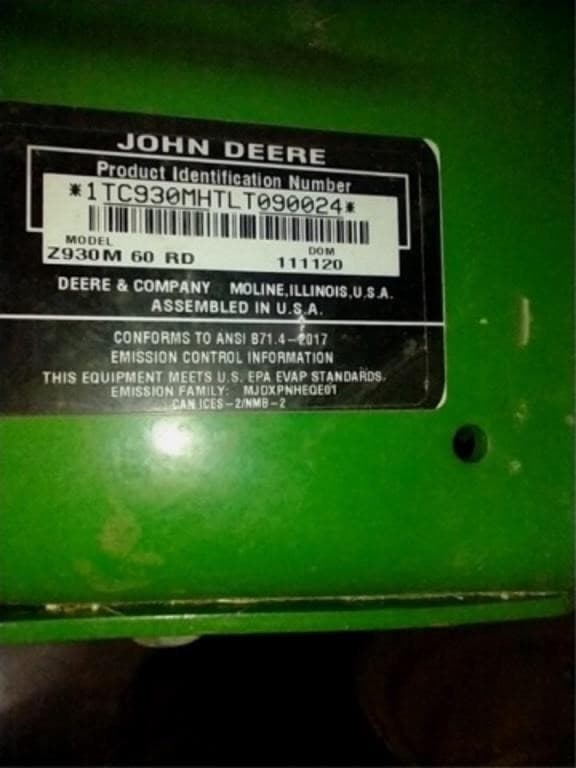 JOHN DEERE
Product Identification Number
*1TC930MHTLT090024*
MODEL DOM
Z930M 60 RD 111120
DEERE & COMPANY MOLINE,ILLINOIS,U.S.A.
ASSEMBLED IN U.S.A.
CONFORMS TO ANSI B71.4-2017
EMISSION CONTROL INFORMATION
THIS EQUIPMENT MEETS U.S. EPA EVAP STANDARDS.
EMISSION FAMILY: MJDXPNHEQE01
CAN ICES-2/NMB-2